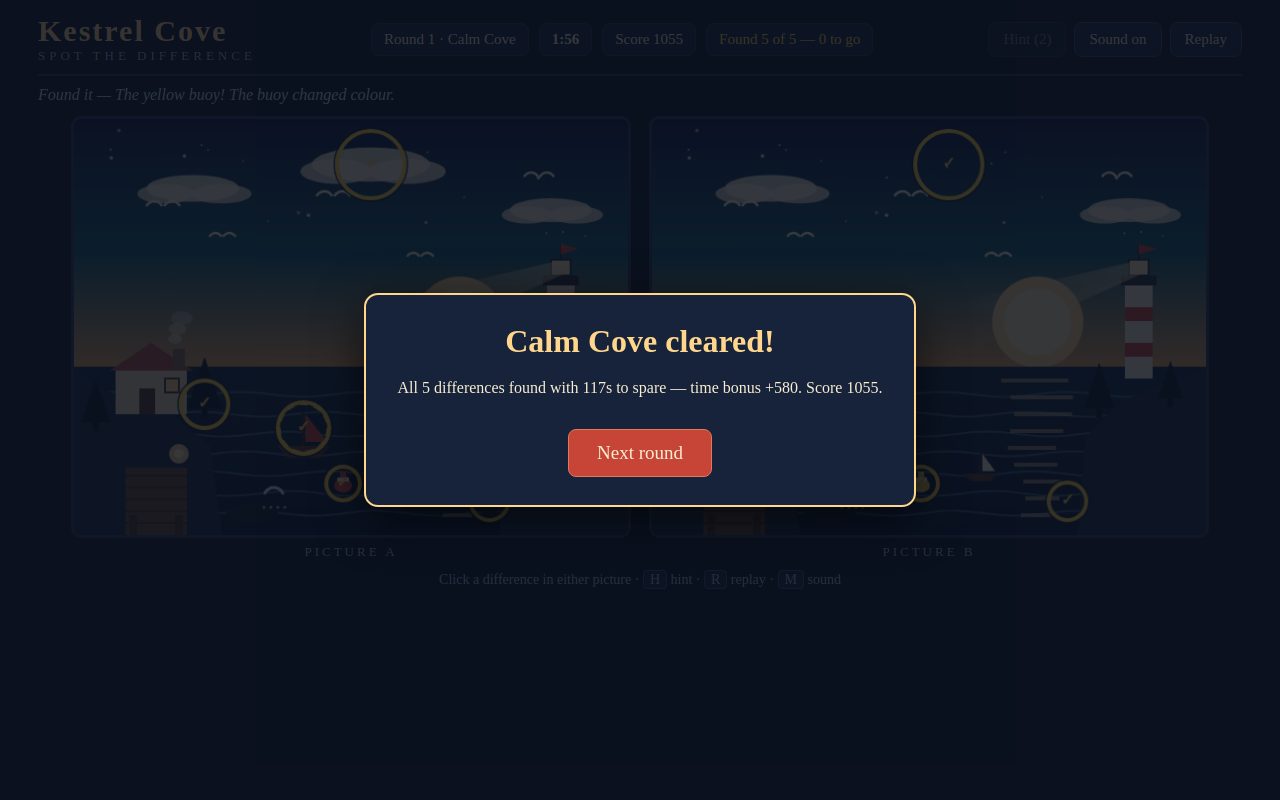 Kestrel Cove
SPOT THE DIFFERENCE
Round 1 · Calm Cove
1:56
Score 1055
Found 5 of 5 — 0 to go
Hint (2)
Sound on
Replay
Found it — The yellow buoy! The buoy changed colour.
Calm Cove cleared!
All 5 differences found with 117s to spare — time bonus +580. Score 1055.
Next round
PICTURE A
PICTURE B
Click a difference in either picture · H hint · R replay · M sound